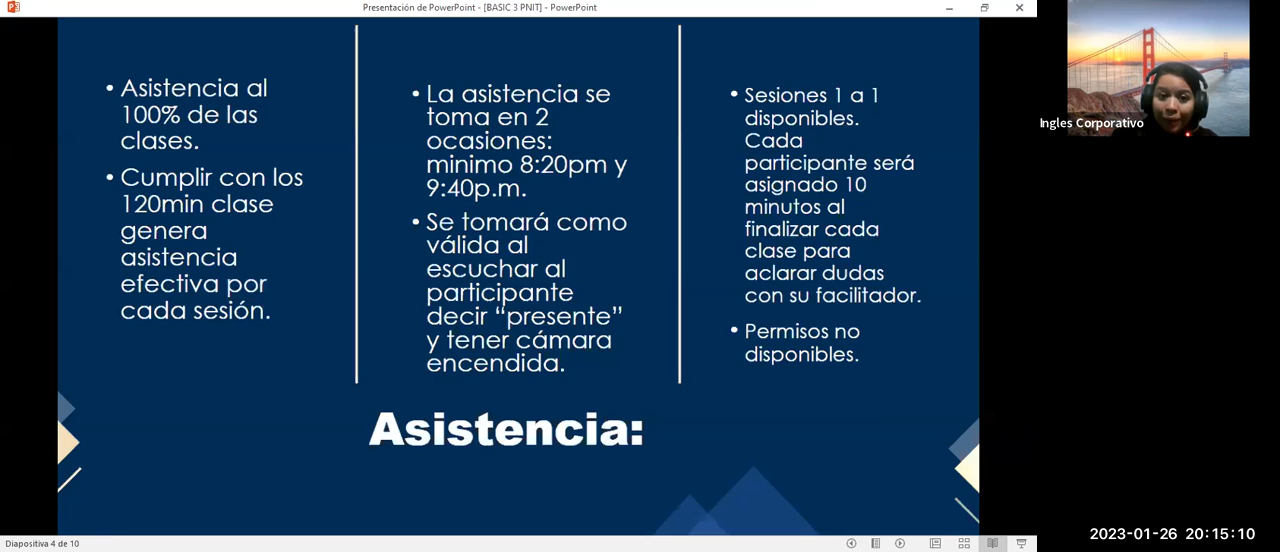 Presentación de PowerPoint - [BASIC 3 PNIT] - PowerPoint
• Asistencia al
100% de las
clases.
• Cumplir con los
120min clase
genera
asistencia
efectiva por
cada sesión.
• La asistencia se
toma en 2
ocasiones:
minimo 8:20pm y
9:40p.m.
• Se tomará como
válida al
escuchar al
participante
decir “presente”
y tener cámara
encendida.
• Sesiones 1 a 1
disponibles.
Cada
participante será
asignado 10
minutos al
finalizar cada
clase para
aclarar dudas
con su facilitador.
• Permisos no
disponibles.
Asistencia:
Ingles Corporativo
Diapositiva 4 de 10
2023-01-26 20:15:10